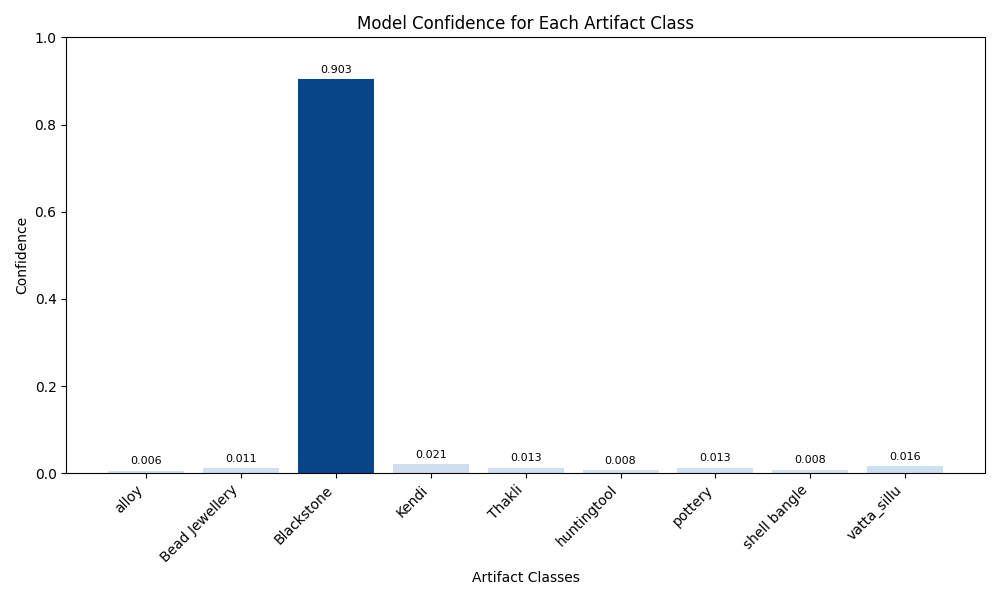 Model Confidence for Each Artifact Class
1.0
0.8
0.6
0.4
0.2
0.0
Confidence
0.006
0.011
0.903
0.021
0.013
0.008
0.013
0.008
0.016
alloy
Bead Jewellery
Blackstone
Kendi
Thakli
huntingtool
pottery
shell bangle
vatta_sillu
Artifact Classes